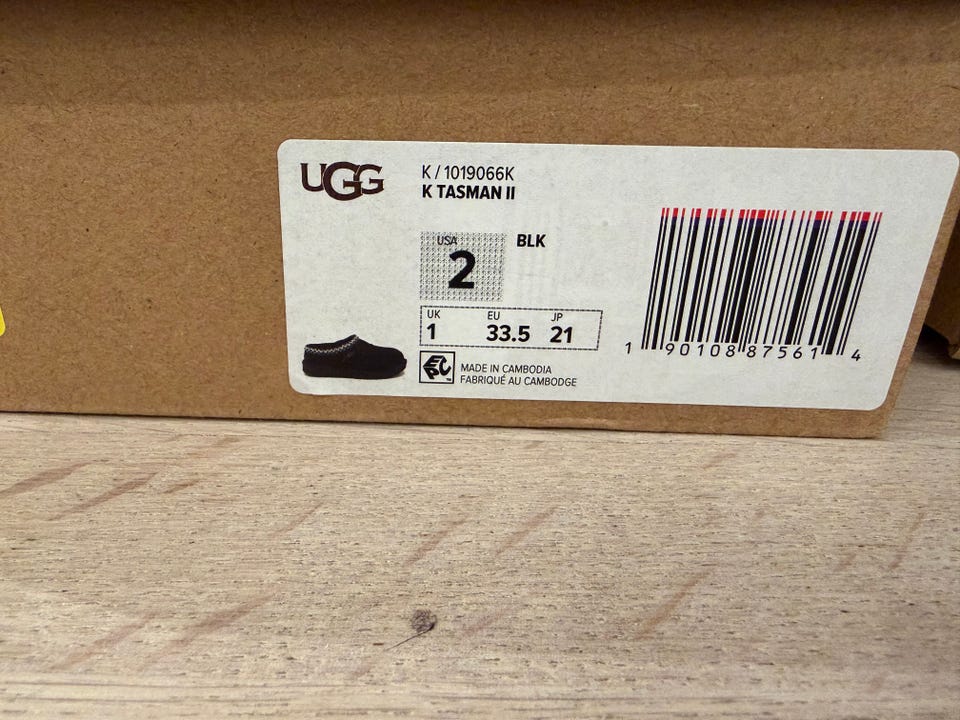 UGG
K / 1019066K
K TASMAN II
USA
2
BLK
UK EU JP
1 33.5 21
EPC
MADE IN CAMBODIA
FABRIQUÉ AU CAMBODGE
1 90108 87561 4